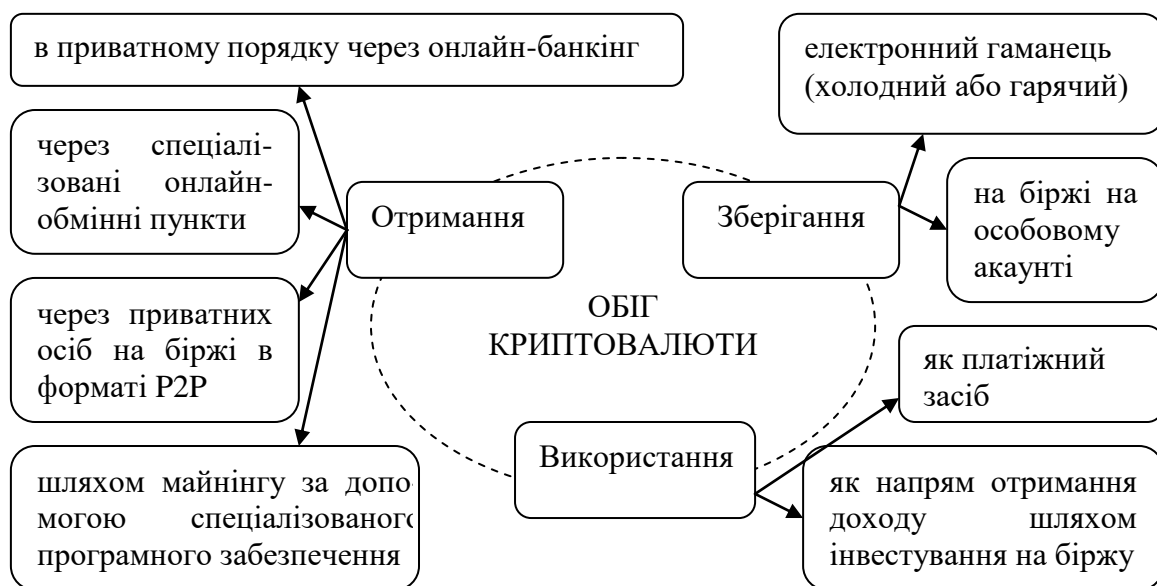 в приватному порядку через онлайн-банкінг
електронний гаманець
(холодний або гарячий)
через спеціалі-
зовані онлайн-
обмінні пункти
Отримання
Зберігання
на біржі на
особовому
акаунті
через приватних
осіб на біржі в
форматі P2P
ОБІГ
КРИПТОВАЛЮТИ
як платіжний
засіб
шляхом майнінгу за допо-
могою спеціалізованого
програмного забезпечення
Використання
як напрям отримання
доходу шляхом
інвестування на біржу